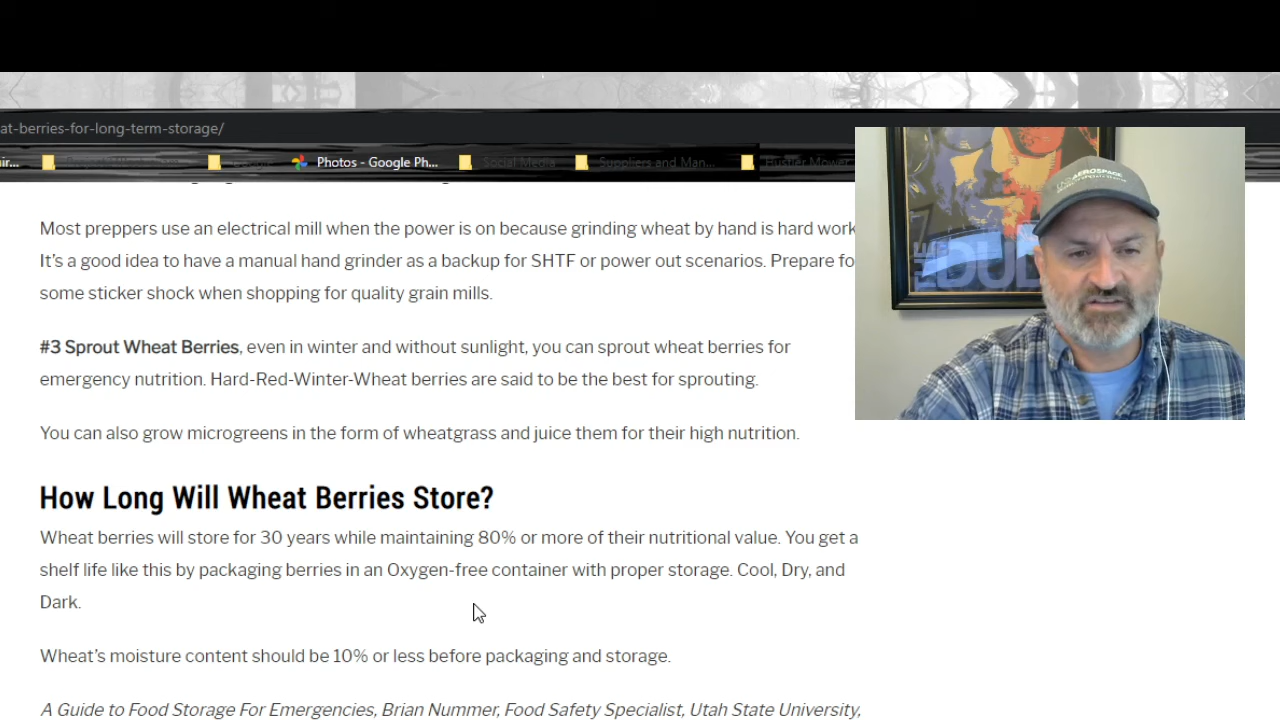 at-berries-for-long-term-storage/
ir...
Photos - Google Ph...
Social Media
Suppliers and Man...
Hustler Mower
AEROSPACE
THE
DUD
Most preppers use an electrical mill when the power is on because grinding wheat by hand is hard work
It's a good idea to have a manual hand grinder as a backup for SHTF or power out scenarios. Prepare fo
some sticker shock when shopping for quality grain mills.
#3 Sprout Wheat Berries, even in winter and without sunlight, you can sprout wheat berries for
emergency nutrition. Hard-Red-Winter-Wheat berries are said to be the best for sprouting.
You can also grow microgreens in the form of wheatgrass and juice them for their high nutrition.
How Long Will Wheat Berries Store?
Wheat berries will store for 30 years while maintaining 80% or more of their nutritional value. You get a
shelf life like this by packaging berries in an Oxygen-free container with proper storage. Cool, Dry, and
Dark.
Wheat's moisture content should be 10% or less before packaging and storage.
A Guide to Food Storage For Emergencies, Brian Nummer, Food Safety Specialist, Utah State University,